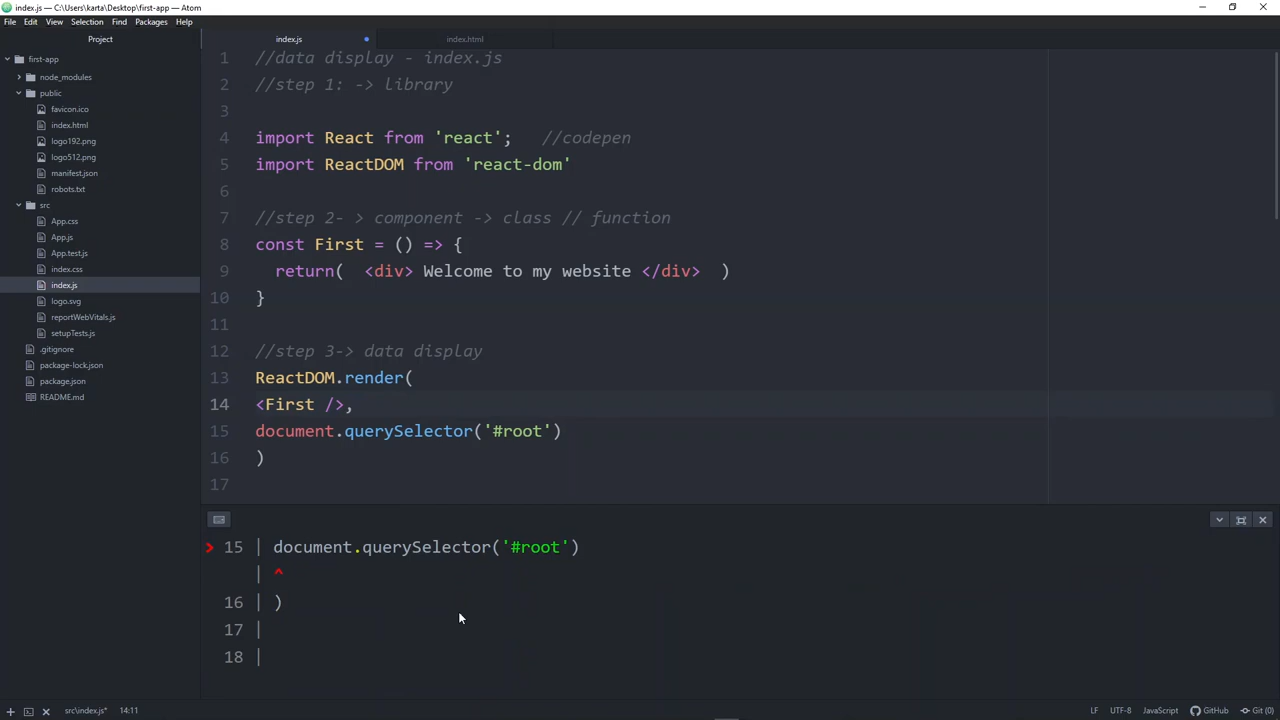 index.js — C:\Users\karta\Desktop\first-app — Atom
File Edit View Selection Find Packages Help
Project
index.js
index.html
first-app
node_modules
public
favicon.ico
index.html
logo192.png
logo512.png
manifest.json
robots.txt
src
App.css
App.js
App.test.js
index.css
index.js
logo.svg
reportWebVitals.js
setupTests.js
.gitignore
package-lock.json
package.json
README.md
1 //data display - index.js
2 //step 1: -> library
3
4 import React from 'react'; //codepen
5 import ReactDOM from 'react-dom'
6
7 //step 2- > component -> class // function
8 const First = () => {
9 return( <div> Welcome to my website </div> )
10 }
11
12 //step 3-> data display
13 ReactDOM.render(
14 <First />,
15 document.querySelector('#root')
16 )
17
> 15 | document.querySelector('#root')
| ^
16 | )
17 |
18 |
src\index.js* 14:11
LF UTF-8 JavaScript GitHub Git (0)